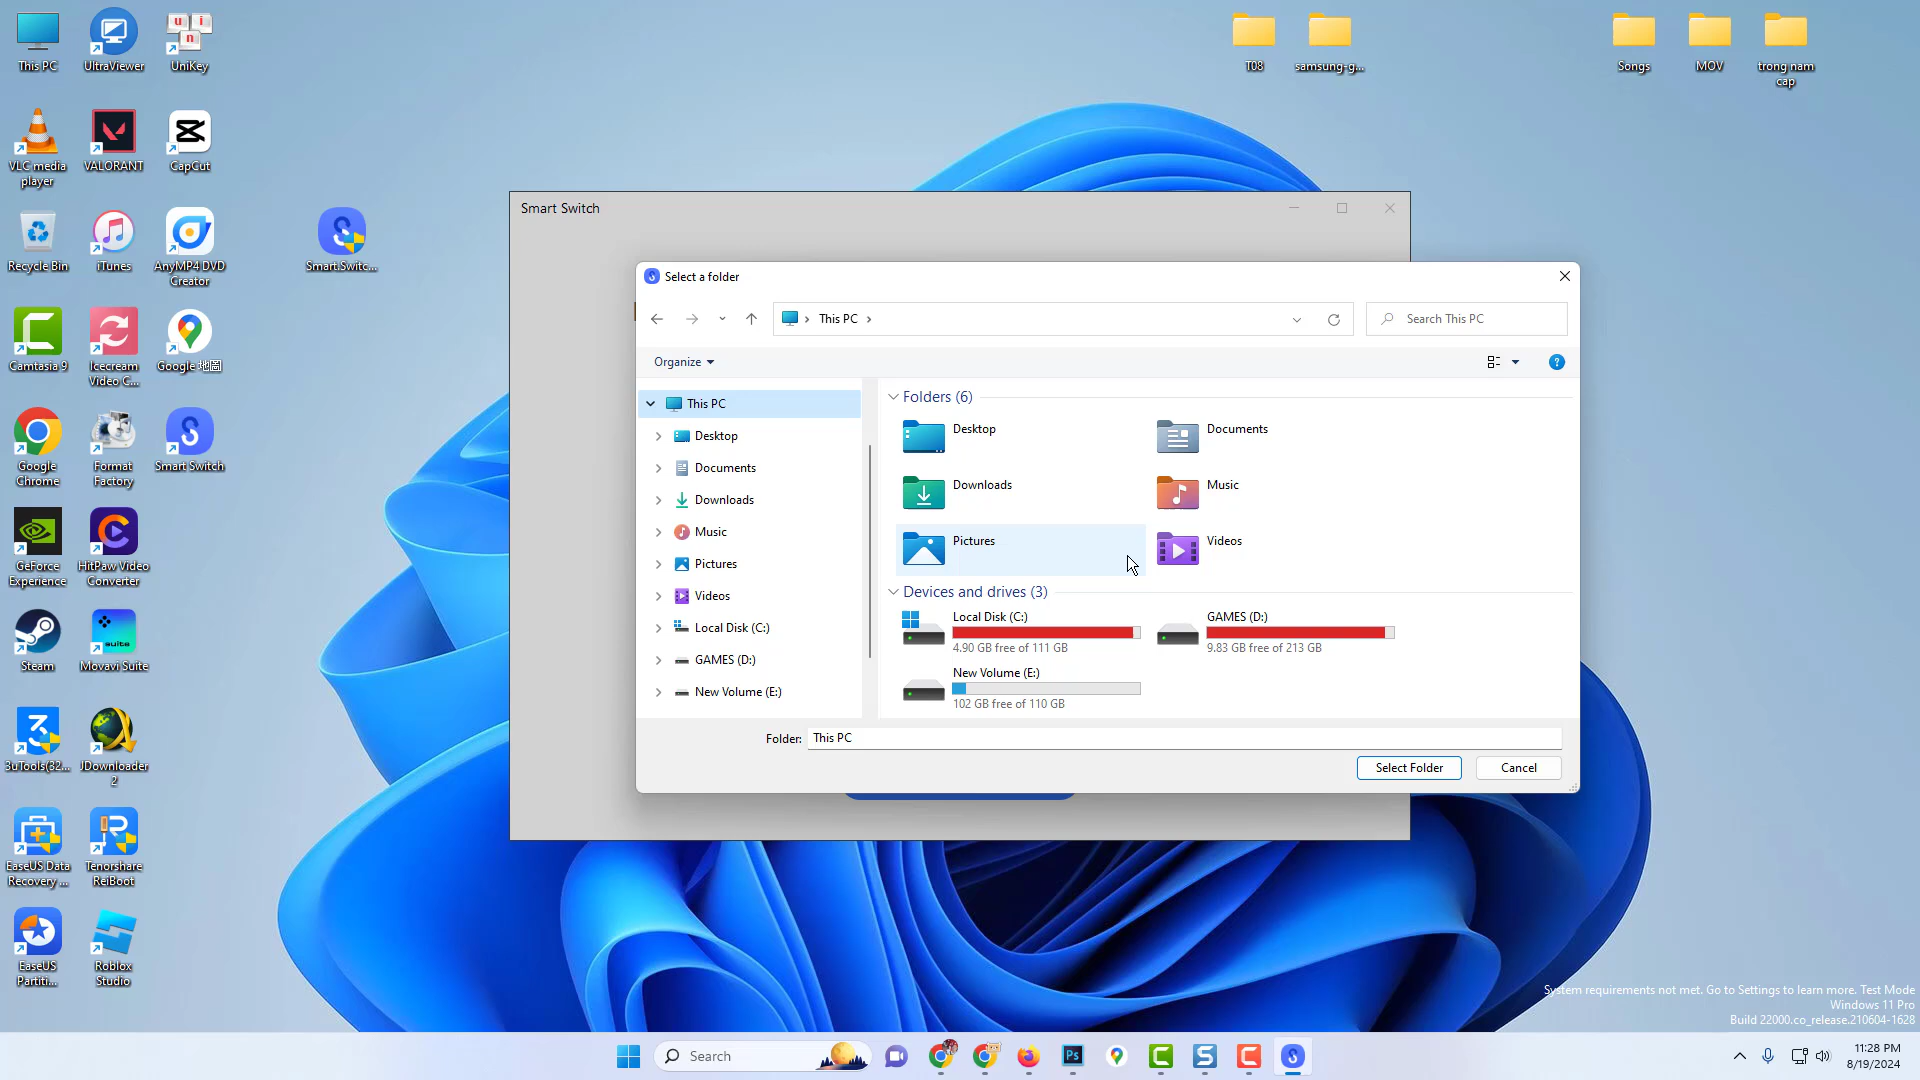 This PC
UltraViewer
UniKey
T08
samsung-g...
Songs
MOV
trong nam
cap
VLC media
player
VALORANT
CapCut
Recycle Bin
iTunes
AnyMP4 DVD
Creator
Smart.Switc...
Camtasia 9
Icecream
Video C...
Google 地圖
Google
Chrome
Format
Factory
Smart Switch
GeForce
Experience
HitPaw Video
Converter
Steam
suite
Movavi Suite
3uTools(32...
JDownloader
2
EaseUS Data
Recovery ...
Tenorshare
ReiBoot
EaseUS
Partiti...
Roblox
Studio
Smart Switch
Select a folder
This PC
Search This PC
Organize
This PC
Desktop
Documents
Downloads
Music
Pictures
Videos
Local Disk (C:)
GAMES (D:)
New Volume (E:)
Folders (6)
Desktop
Documents
Downloads
Music
Pictures
Videos
Devices and drives (3)
Local Disk (C:)
4.90 GB free of 111 GB
GAMES (D:)
9.83 GB free of 213 GB
New Volume (E:)
102 GB free of 110 GB
Folder: This PC
Select Folder
Cancel
System requirements not met. Go to Settings to learn more. Test Mode
Windows 11 Pro
Build 22000.co_release.210604-1628
Search
Ps
11:28 PM
8/19/2024